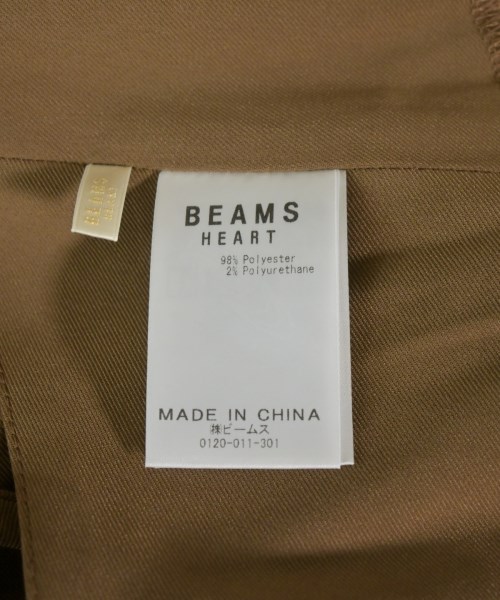 BEAMS
HEART
98% Polyester
2% Polyurethane
MADE IN CHINA
㈱ビームス
0120-011-301